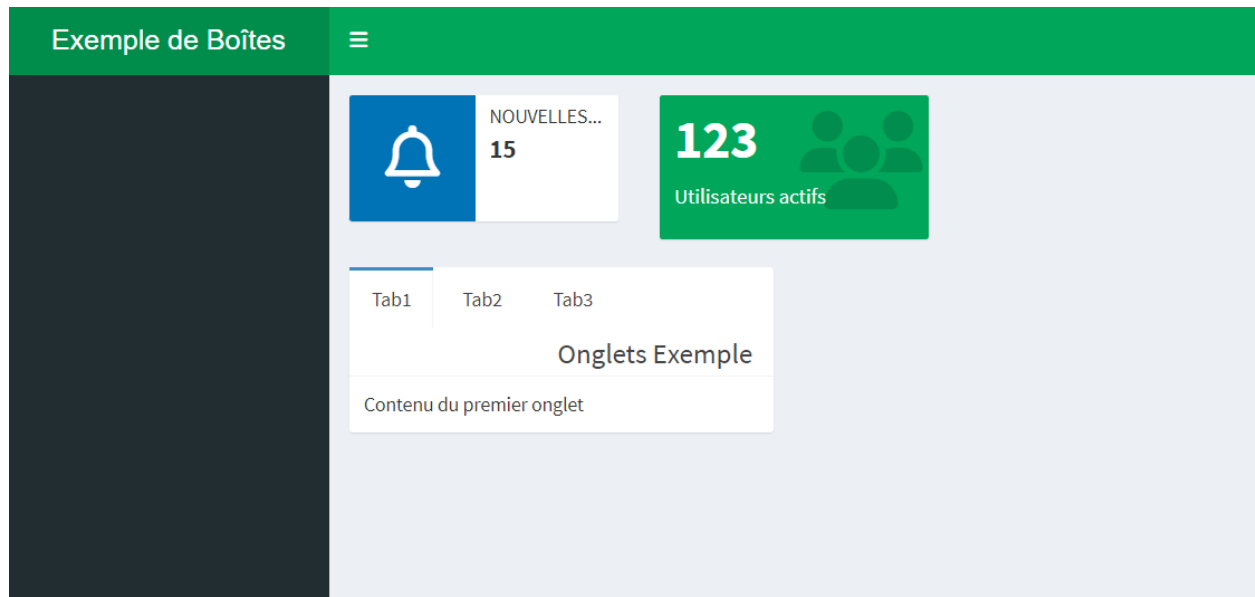 Exemple de Boîtes
NOUVELLES...
15
123
Utilisateurs actifs
Tab1 Tab2 Tab3
Onglets Exemple
Contenu du premier onglet